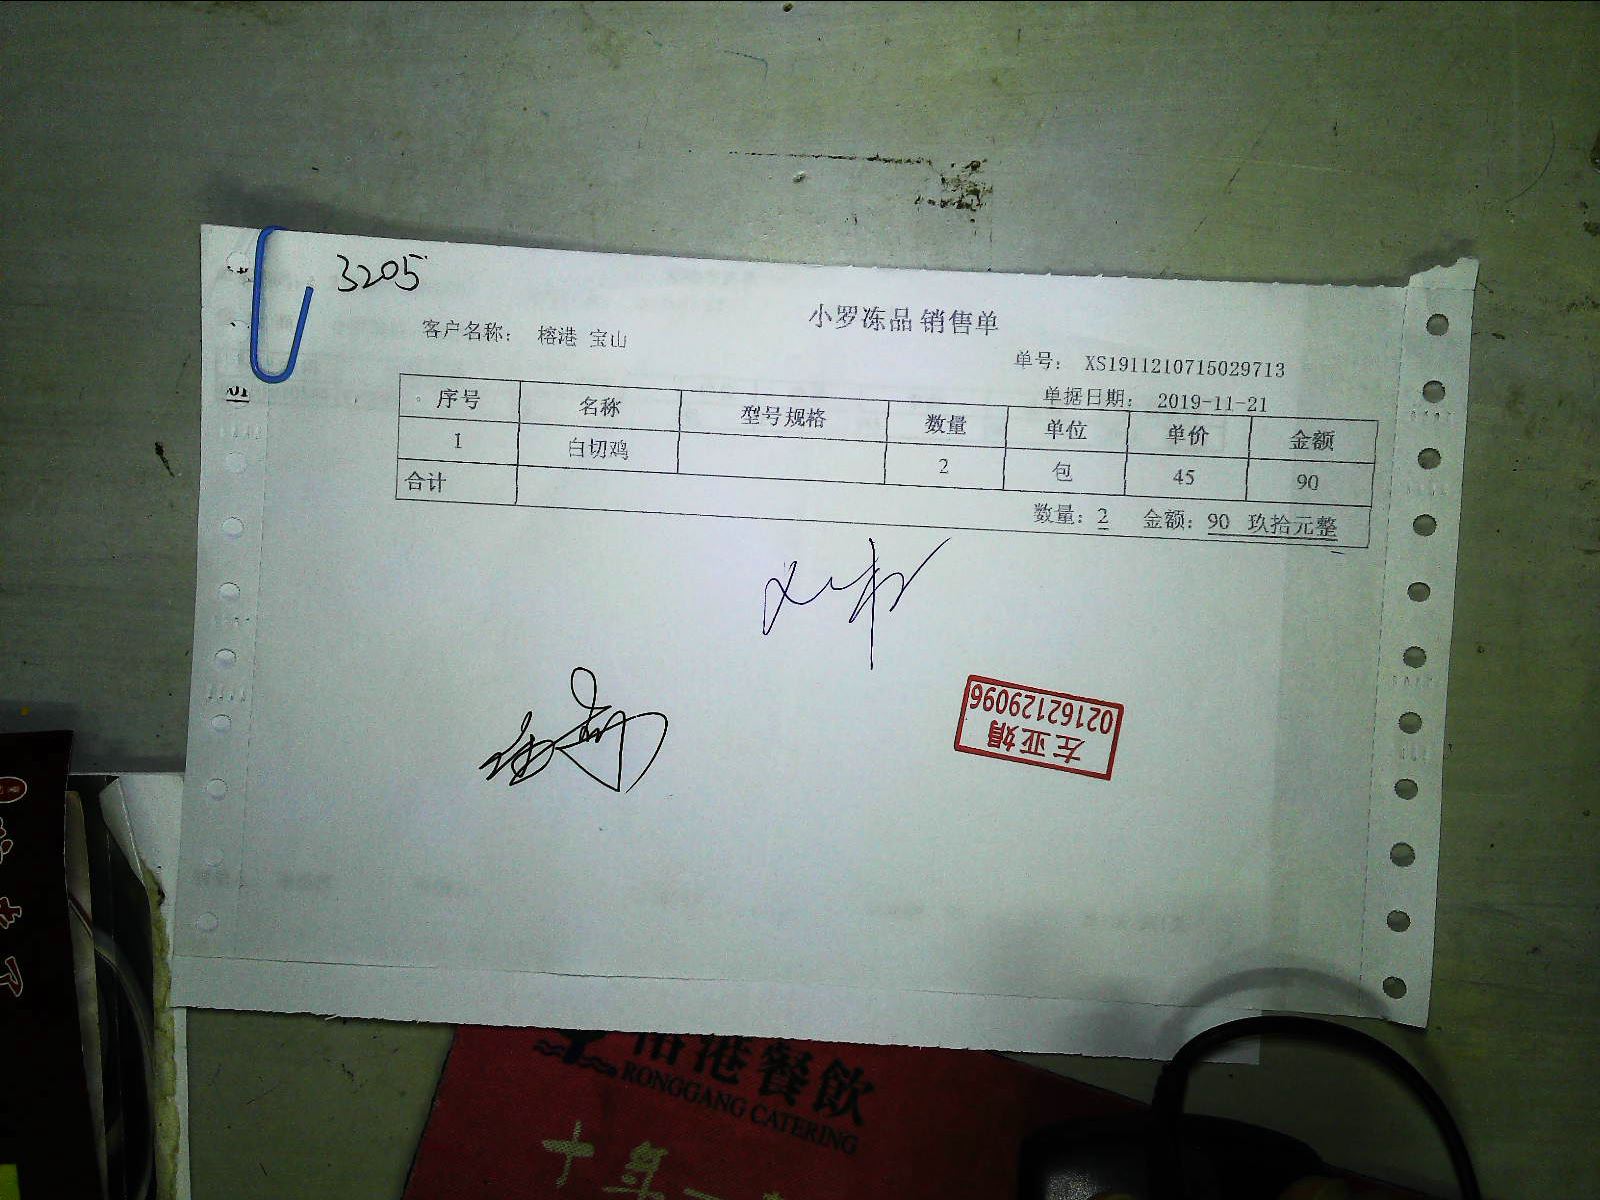 3205
小罗冻品 销售单
客户名称: 榕港 宝山
单号: XS1911210715029713
单据日期: 2019-11-21
序号 名称 型号规格 数量 单位 单价 金额
1 白切鸡 2 包 45 90
合计
数量: 2 金额: 90 玖拾元整
左亚娟
02162129096
港餐飲
RONGGANG CATERING
十年